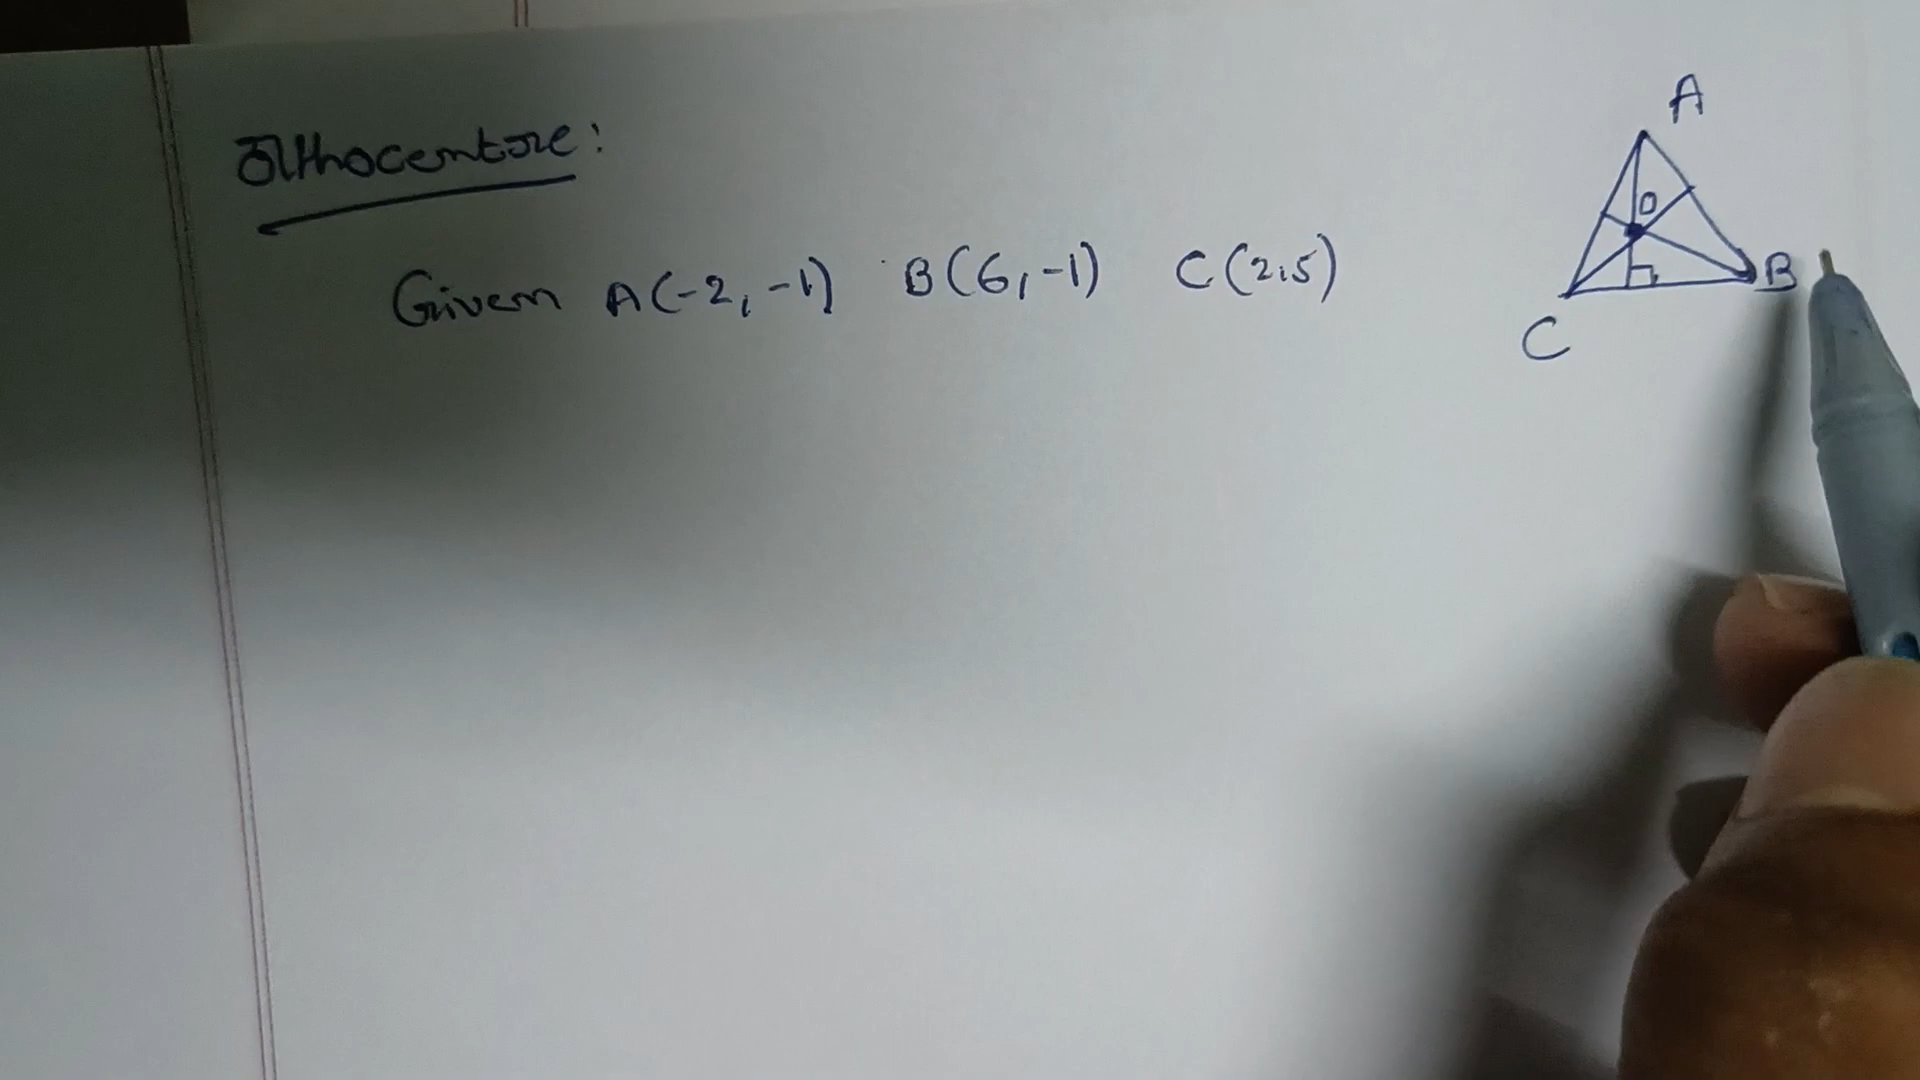 Orthocentre:
Given A(-2, -1) B(6, -1) C(2,5)
A
O
B
C